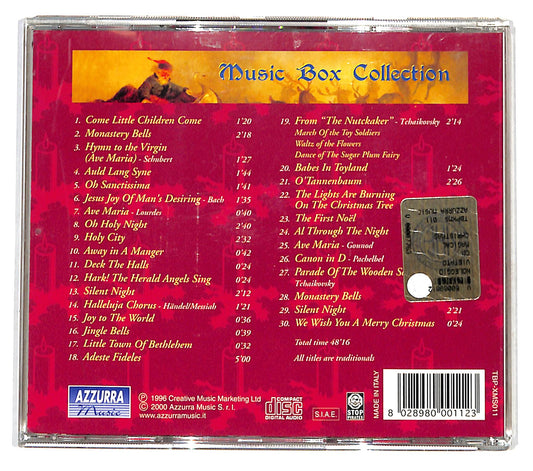 Music Box Collection
1. Come Little Children Come 1'20
2. Monastery Bells 2'18
3. Hymn to the Virgin
(Ave Maria) - Schubert 1'27
4. Auld Lang Syne 0'40
5. Oh Sanctissima 0'41
6. Jesus Joy Of Man's Desiring - Bach 1'35
7. Ave Maria - Lourdes 0'40
8. Oh Holy Night 2'02
9. Holy City 0'32
10. Away in A Manger 0'42
11. Deck The Halls 0'36
12. Hark! The Herald Angels Sing 0'24
13. Silent Night 2'12
14. Halleluja Chorus - Händel/Messiah 1'21
15. Joy to The World 0'36
16. Jingle Bells 0'39
17. Little Town Of Bethlehem 0'32
18. Adeste Fideles 5'00
19. From "The Nutckaker" - Tchaikovsky 2'14
March Of the Toy Soldiers
Waltz of the Flowers
Dance of The Sugar Plum Fairy
20. Babes In Toyland 1'24
21. O'Tannenbaum 2'26
22. The Lights Are Burning
On The Christmas Tree
23. The First Noël
24. Al Through The Night
25. Ave Maria - Gounod
26. Canon in D - Pachelbel
27. Parade Of The Wooden S
Tchaikovsky
28. Monastery Bells
29. Silent Night 2'21
30. We Wish You A Merry Christmas 0'24
Total time 48'16
All titles are traditionals
AZZURRA
Music
℗ 1996 Creative Music Marketing Ltd
© 2000 Azzurra Music S. r. l.
www.azzurramusic.it
COMPACT
disc
DIGITAL AUDIO
S.I.A.E.
STOP
MADE IN ITALY
8 028980 001123
TBP-XMS011
AZZURRA MUSIC